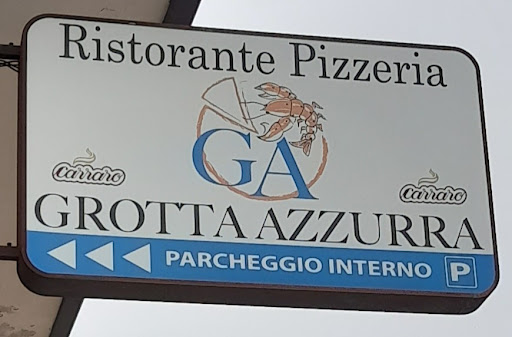 Ristorante Pizzeria
GA
Carraro
Carraro
GROTTA AZZURRA
PARCHEGGIO INTERNO P